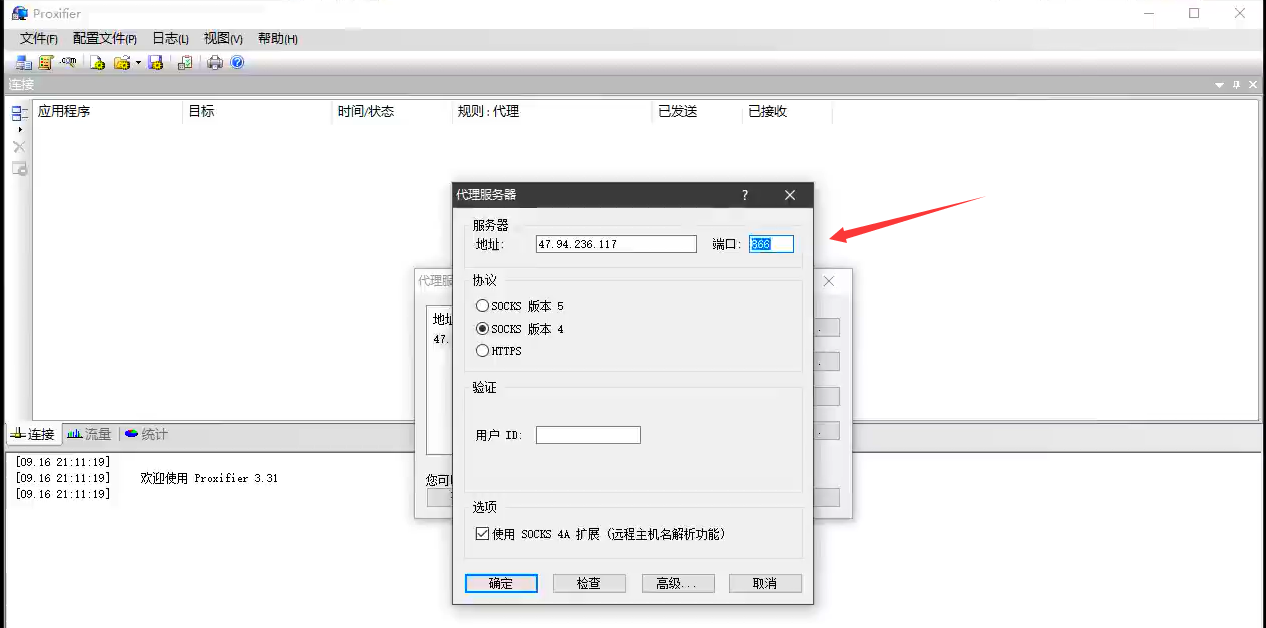 Proxifier
文件(F) 配置文件(P) 日志(L) 视图(V) 帮助(H)
连接
应用程序 目标 时间/状态 规则 : 代理 已发送 已接收
代理服务器 ?
服务器
地址: 47.94.236.117 端口: 866
代理服
协议
SOCKS 版本 5
地址
SOCKS 版本 4
47.
HTTPS
验证
连接 流量 统计
用户 ID:
[09.16 21:11:19]
[09.16 21:11:19] 欢迎使用 Proxifier 3.31
您可
[09.16 21:11:19]
选项
使用 SOCKS 4A 扩展 (远程主机名解析功能)
确定 检查 高级... 取消